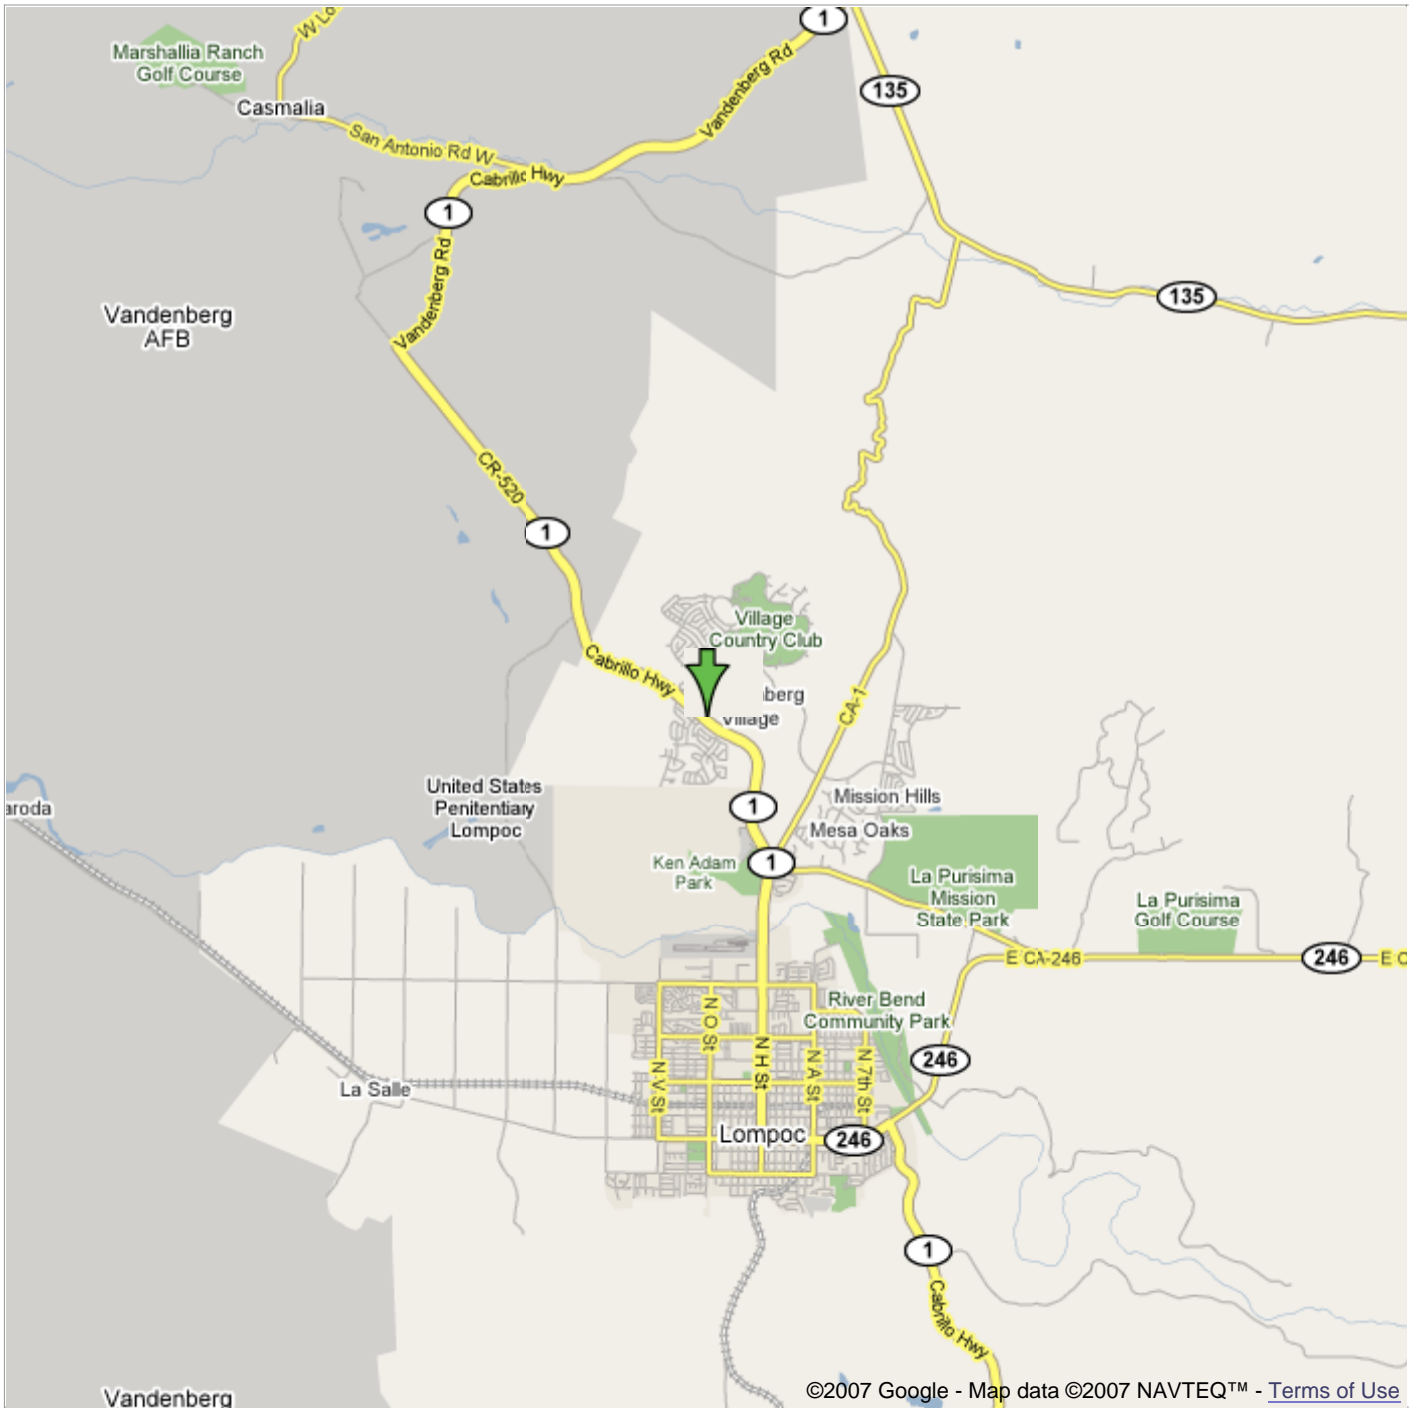 W Lo
1
Marshallia Ranch
Golf Course
Vandenberg Rd
135
Casmalia
San Antonio Rd W
Cabrillo Hwy
1
Vandenberg Rd
135
Vandenberg
AFB
CR-520
1
Village
Country Club
Cabrillo Hwy
berg
Village
CA-1
United States
Penitentiary
Lompoc
aroda
1
Mission Hills
Mesa Oaks
Ken Adam
Park
1
La Purisima
Mission
State Park
La Purisima
Golf Course
E CA-246
246
E C
River Bend
Community Park
N O St
N H St
N A St
N 7th St
N V St
246
La Salle
Lompoc
246
1
Cabrillo Hwy
Vandenberg
©2007 Google - Map data ©2007 NAVTEQ™ - Terms of Use